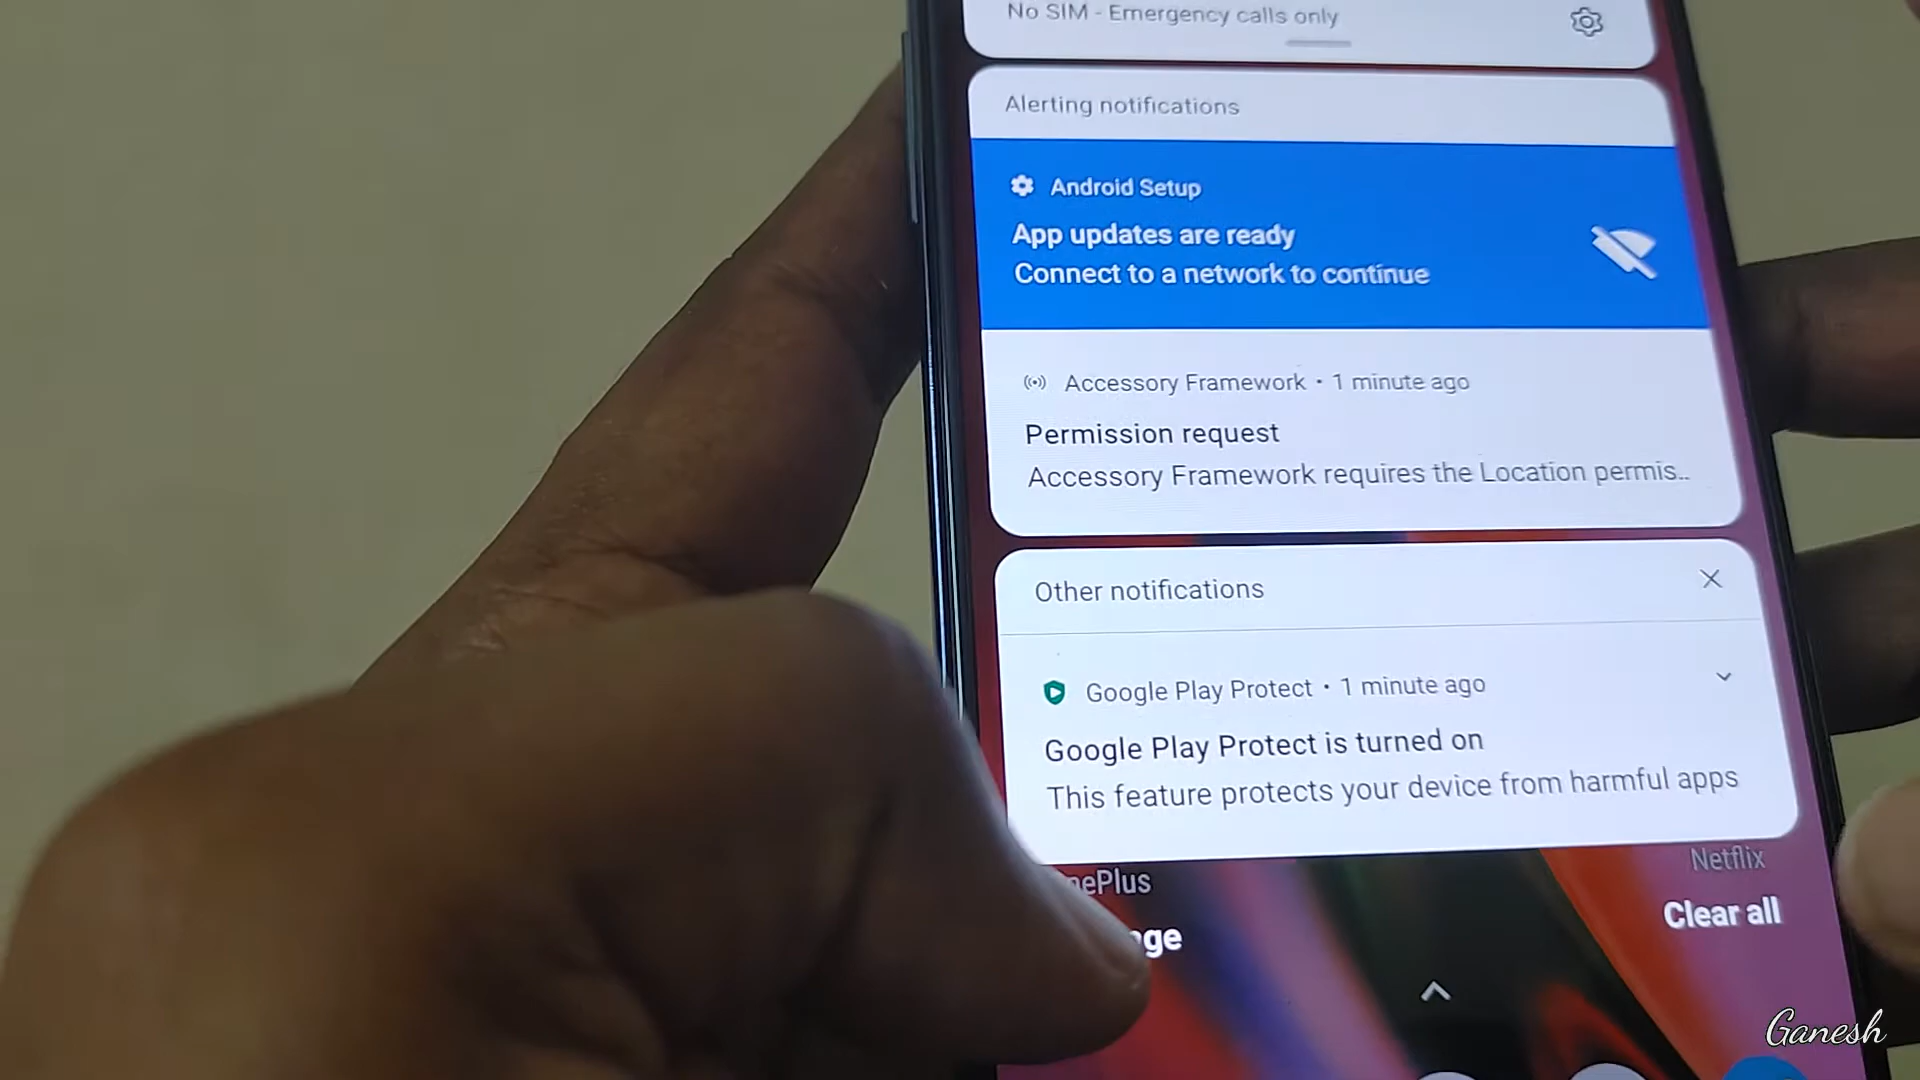 No SIM - Emergency calls only
Alerting notifications
Android Setup
App updates are ready
Connect to a network to continue
Accessory Framework • 1 minute ago
Permission request
Accessory Framework requires the Location permis..
Other notifications
Google Play Protect • 1 minute ago
Google Play Protect is turned on
This feature protects your device from harmful apps
Netflix
Clear all
Ganesh